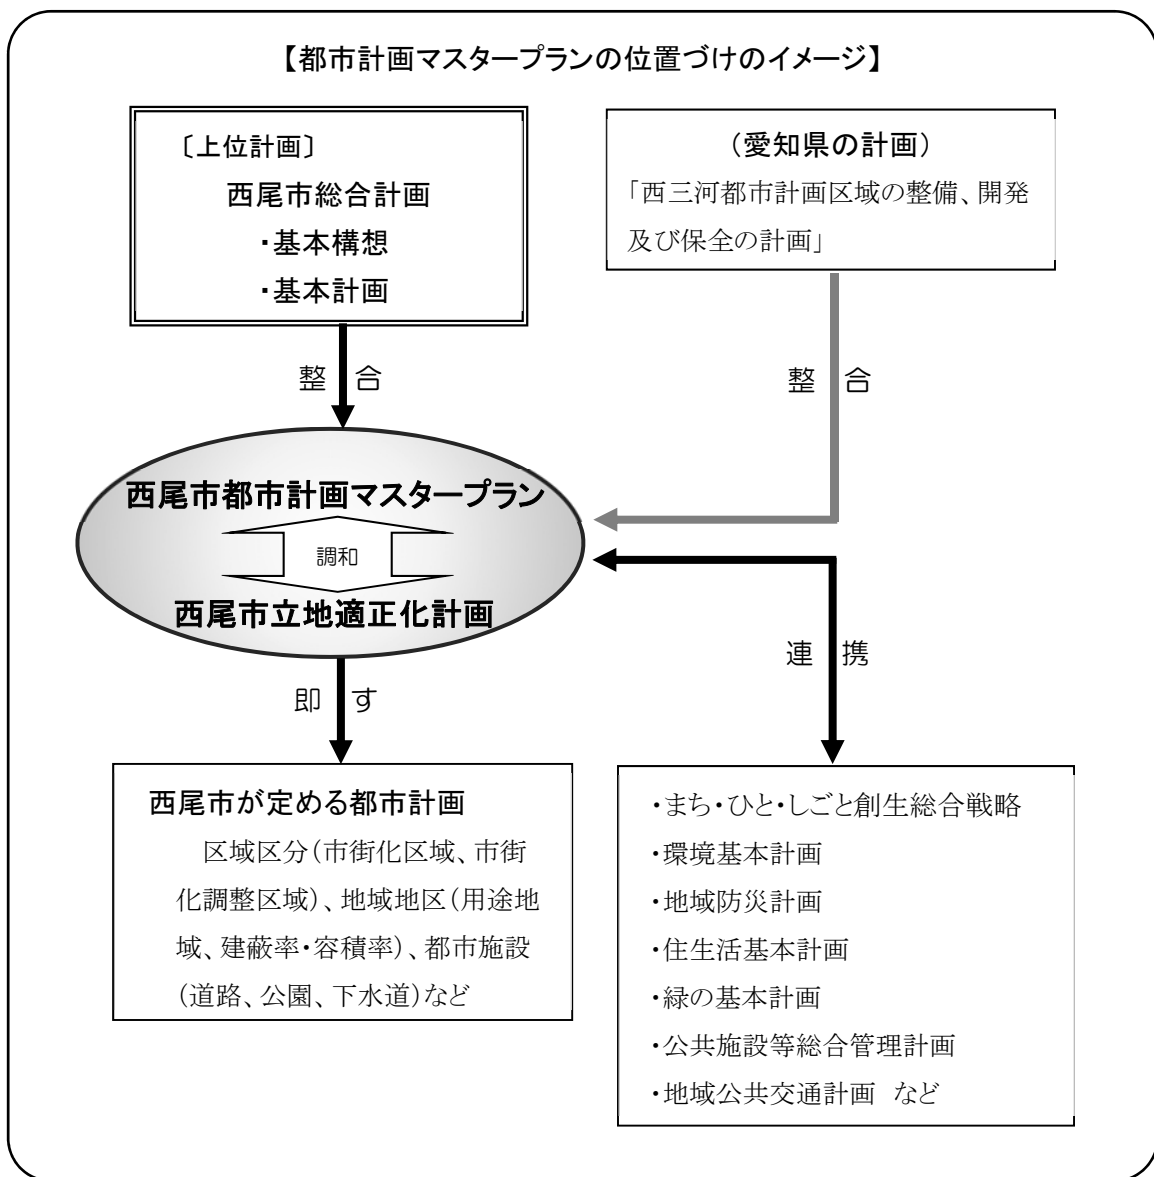 【都市計画マスタープランの位置づけのイメージ】
〔上位計画〕
西尾市総合計画
・基本構想
・基本計画
(愛知県の計画)
「西三河都市計画区域の整備、開発
及び保全の計画」
整合
整合
西尾市都市計画マスタープラン
調和
西尾市立地適正化計画
連携
即す
西尾市が定める都市計画
区域区分(市街化区域、市街
化調整区域)、地域地区(用途地
域、建蔽率・容積率)、都市施設
(道路、公園、下水道)など
・まち・ひと・しごと創生総合戦略
・環境基本計画
・地域防災計画
・住生活基本計画
・緑の基本計画
・公共施設等総合管理計画
・地域公共交通計画 など